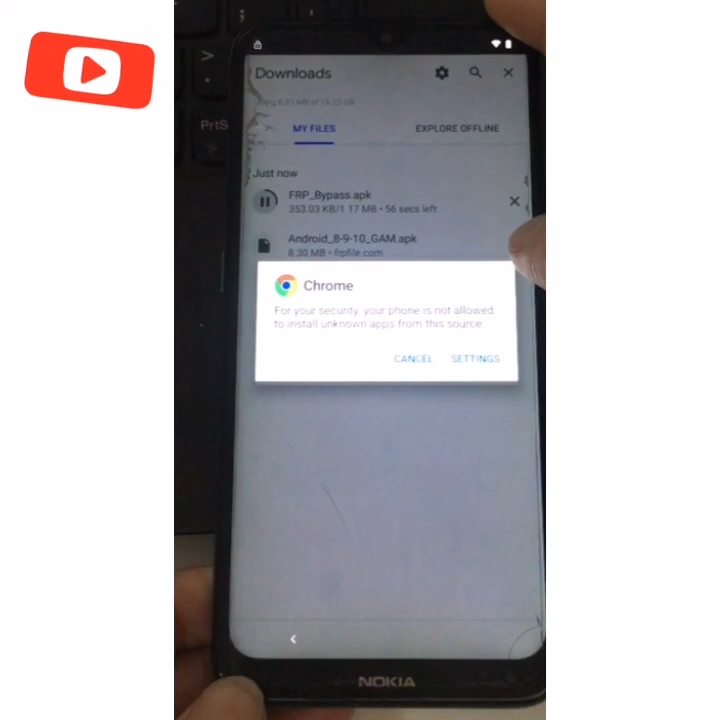 PrtS
Downloads
MY FILES
EXPLORE OFFLINE
Just now
FRP_Bypass.apk
353.03 KB/1.17 MB • 56 secs left
Android_8-9-10_GAM.apk
8.30 MB • frpfile.com
Chrome
For your security, your phone is not allowed
to install unknown apps from this source
CANCEL
SETTINGS
NOKIA